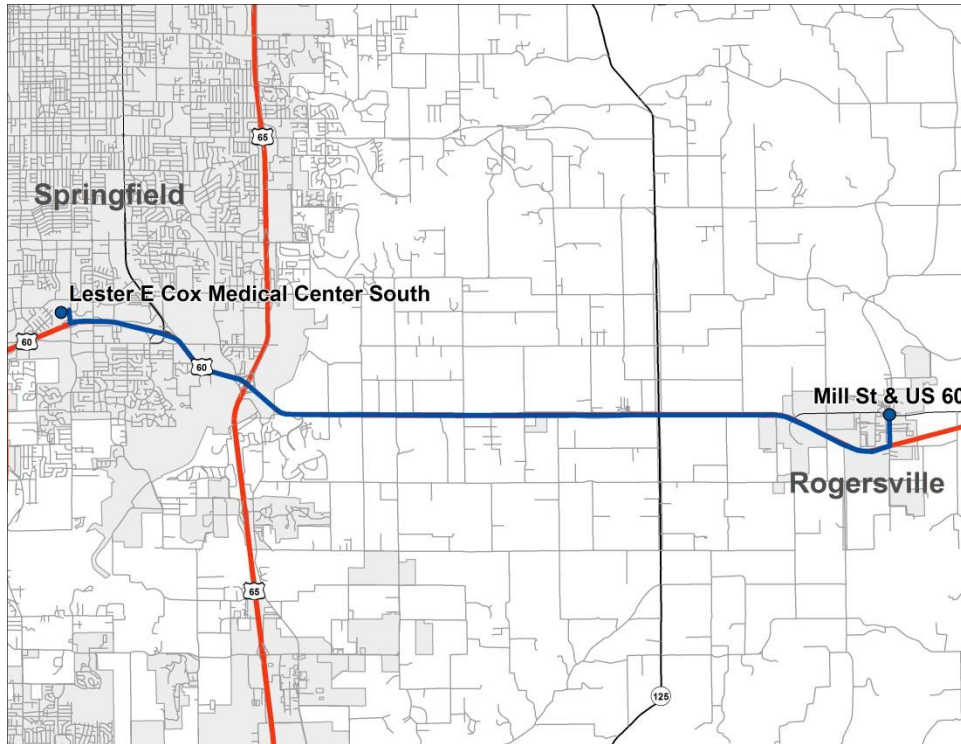 65
Springfield
Lester E Cox Medical Center South
60
60
Mill St & US 60
Rogersville
65
125